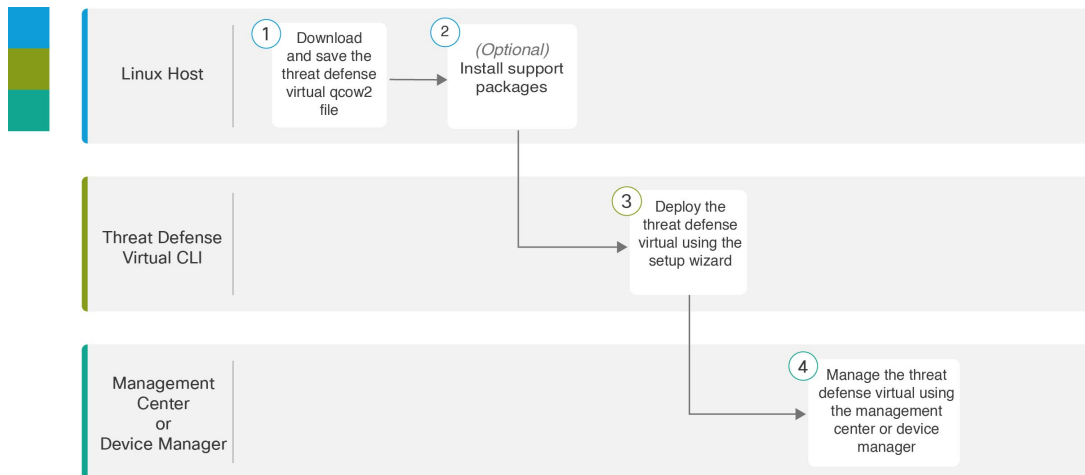 Linux Host
1
Download
and save the
threat defense
virtual qcow2
file
2
(Optional)
Install support
packages
Threat Defense
Virtual CLI
3
Deploy the
threat defense
virtual using the
setup wizard
Management
Center
or
Device Manager
4
Manage the threat
defense virtual using
the management
center or device
manager